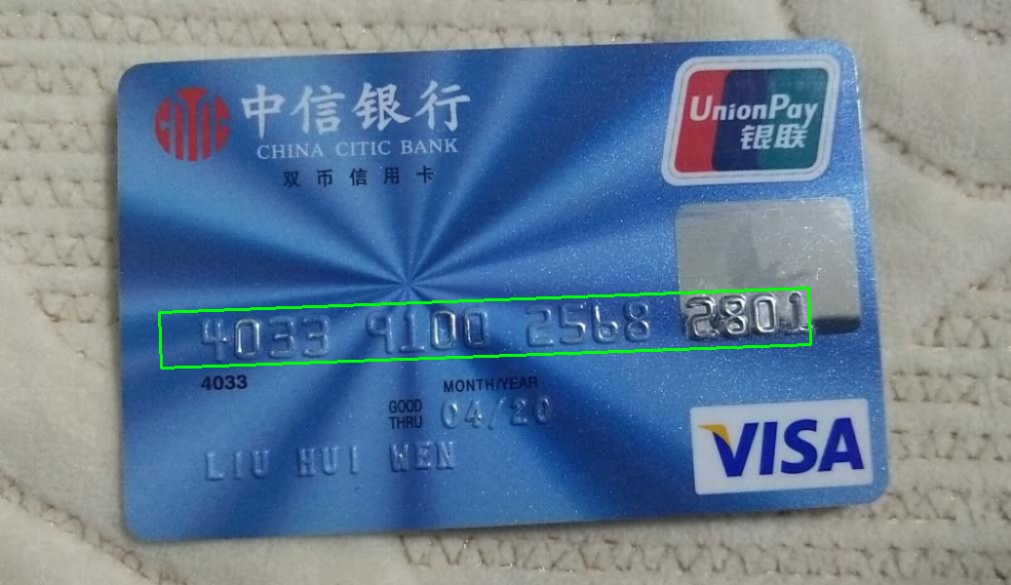 CITIC
中信银行
CHINA CITIC BANK
双币信用卡
UnionPay
银联
4033 9100 2568 2801
4033
MONTH/YEAR
GOOD THRU 04/20
LIU HUI WEN
VISA